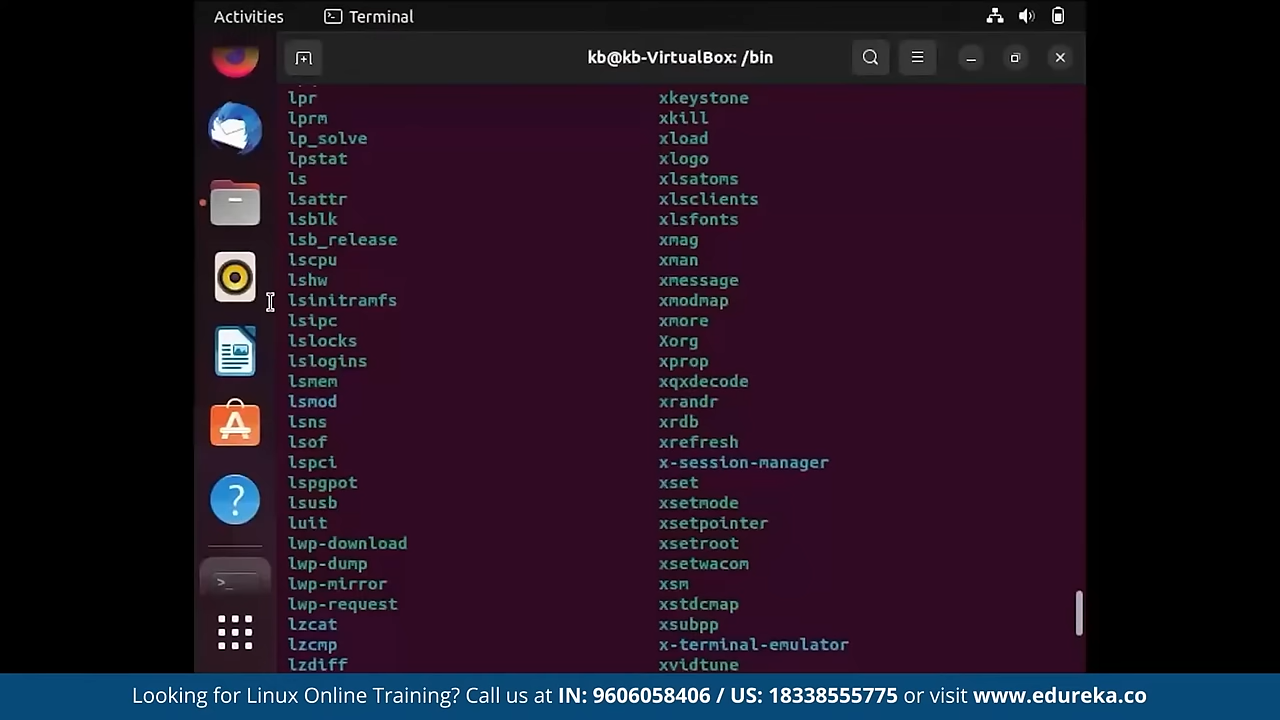 Activities
Terminal
kb@kb-VirtualBox: /bin
lpr xkeystone
lprm xkill
lp_solve xload
lpstat xlogo
ls xlsatoms
lsattr xlsclients
lsblk xlsfonts
lsb_release xmag
lscpu xman
lshw xmessage
lsinitramfs xmodmap
lsipc xmore
lslocks Xorg
lslogins xprop
lsmem xqxdecode
lsmod xrandr
lsns xrdb
lsof xrefresh
lspci x-session-manager
lspgpot xset
lsusb xsetmode
luit xsetpointer
lwp-download xsetroot
lwp-dump xsetwacom
lwp-mirror xsm
lwp-request xstdcmap
lzcat xsubpp
lzcmp x-terminal-emulator
lzdiff xvidtune
Looking for Linux Online Training? Call us at IN: 9606058406 / US: 18338555775 or visit www.edureka.co